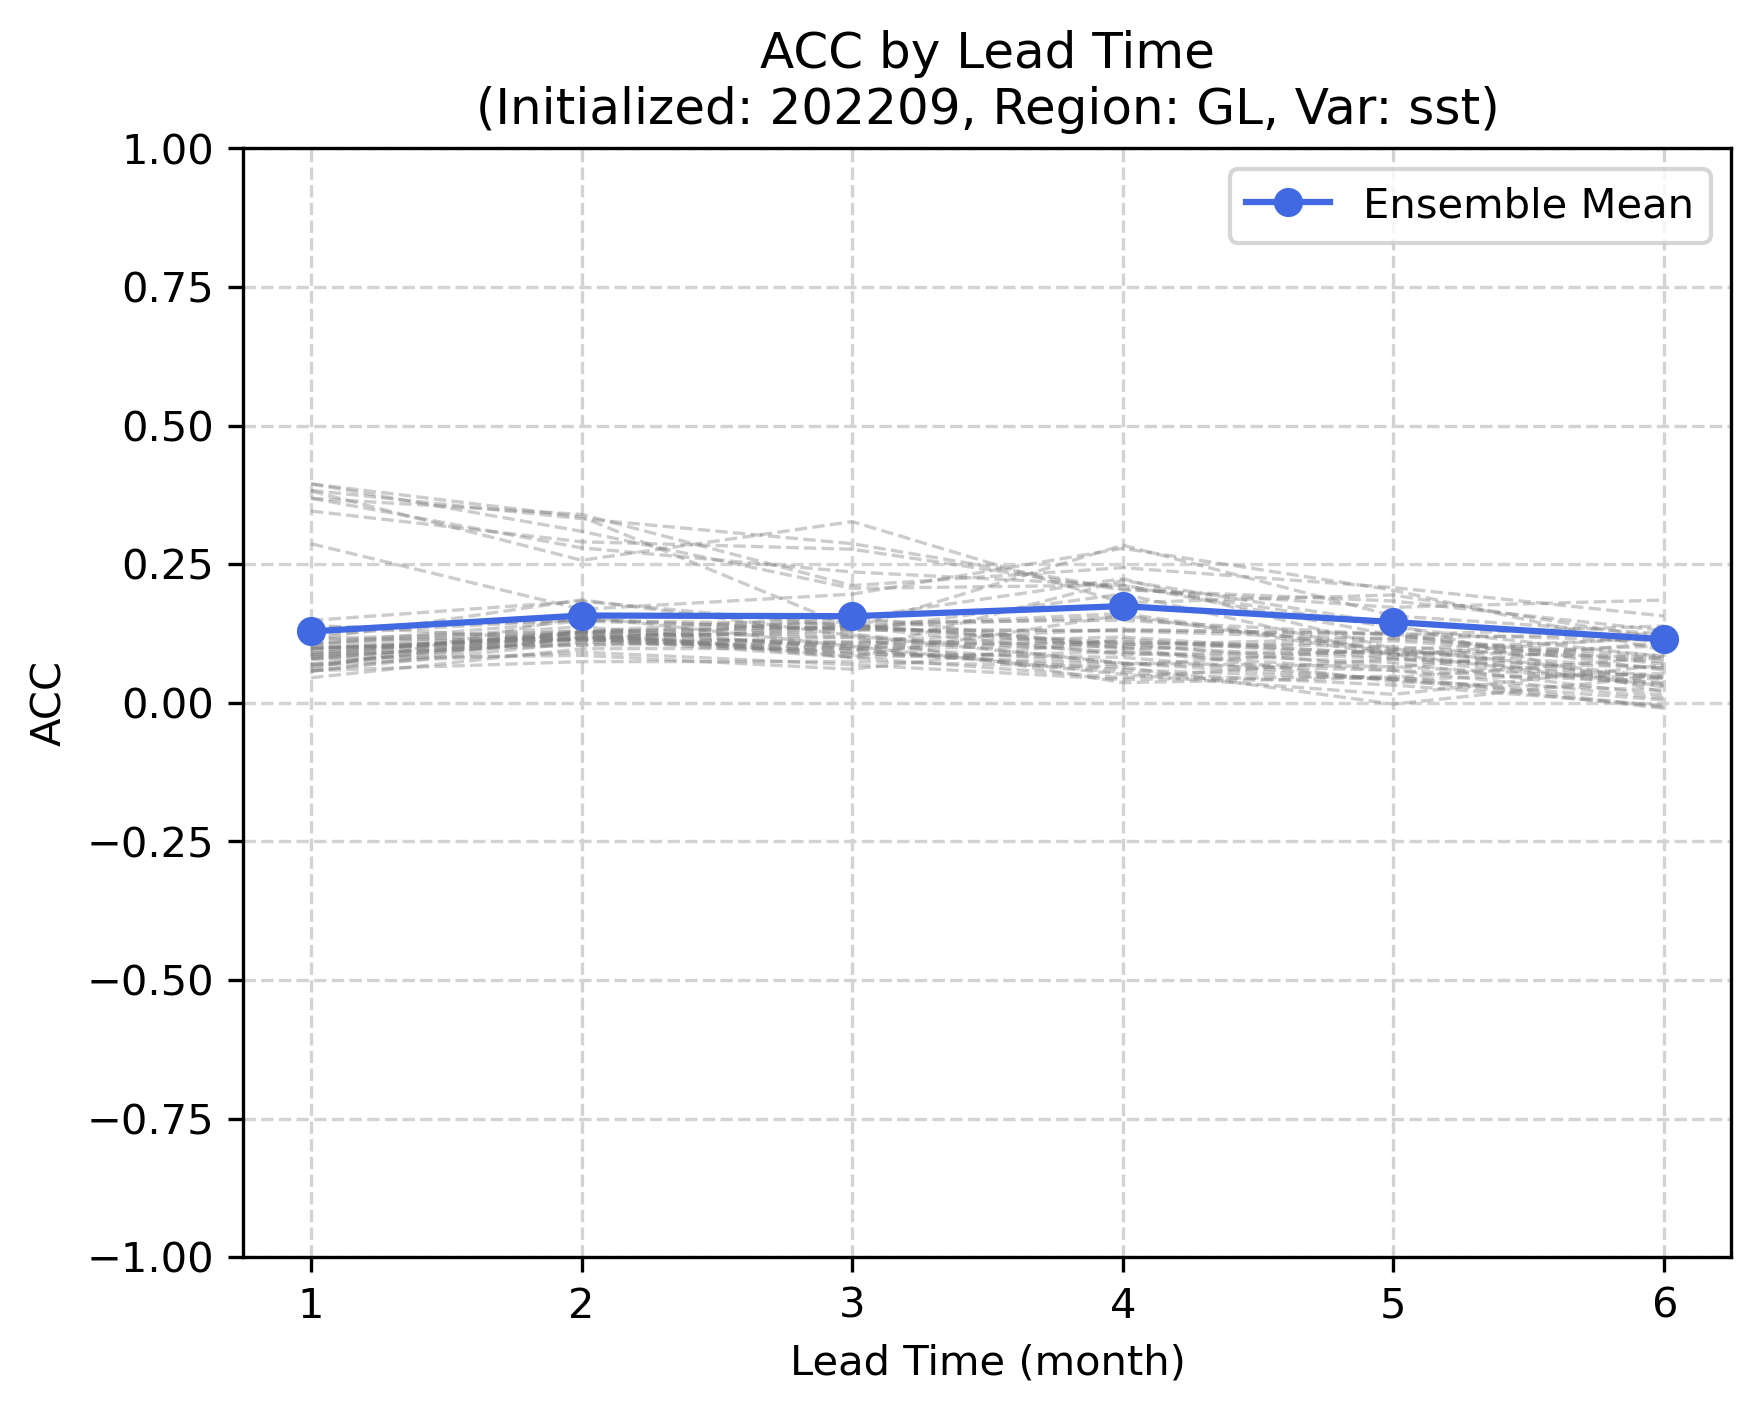 ACC by Lead Time
(Initialized: 202209, Region: GL, Var: sst)
Ensemble Mean
1.00
0.75
0.50
0.25
0.00
−0.25
−0.50
−0.75
−1.00
ACC
1 2 3 4 5 6
Lead Time (month)